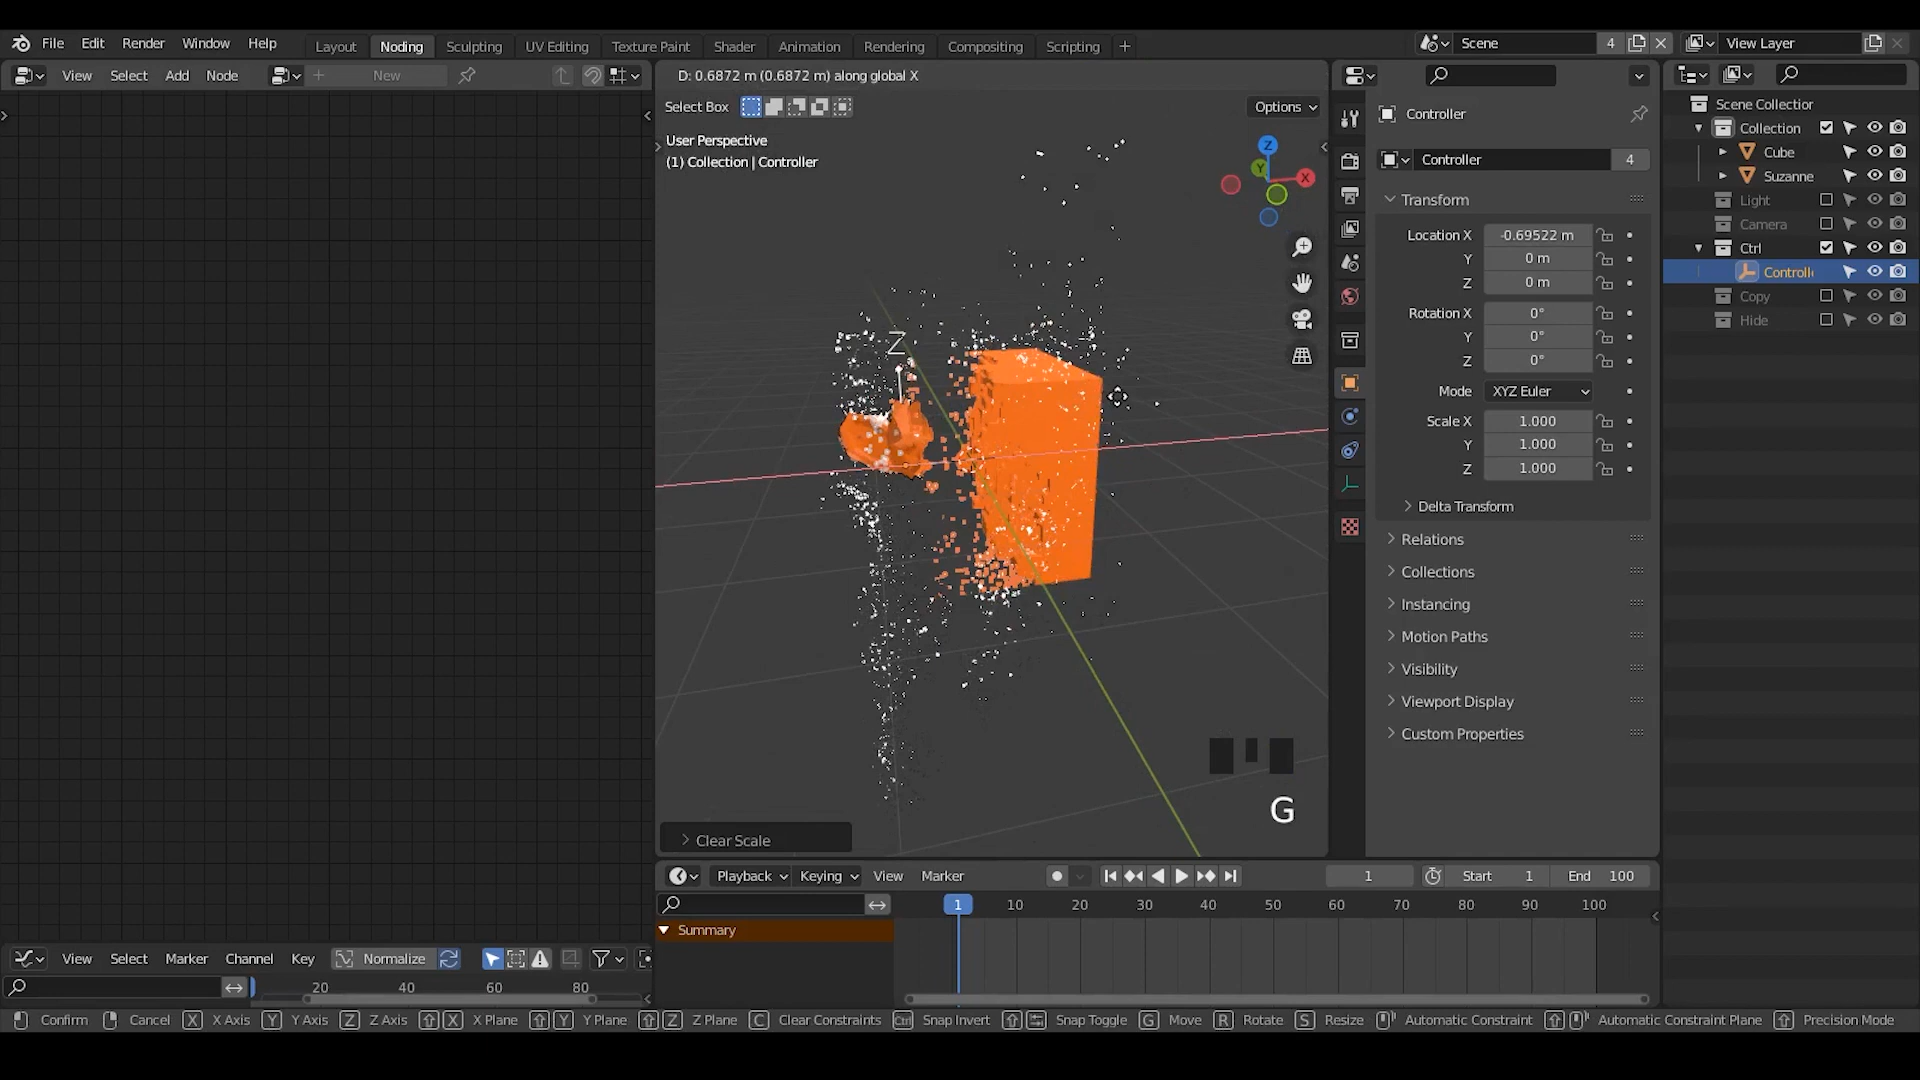 File Edit Render Window Help Layout Noding Sculpting UV Editing Texture Paint Shader Animation Rendering Compositing Scripting + Scene 4 View Layer
View Select Add Node New D: 0.6872 m (0.6872 m) along global X
Select Box Options
User Perspective
(1) Collection | Controller
Z
Y
X
Z
Clear Scale
G
Controller
Controller 4
Transform
Location X -0.69522 m
Y 0 m
Z 0 m
Rotation X 0°
Y 0°
Z 0°
Mode XYZ Euler
Scale X 1.000
Y 1.000
Z 1.000
Delta Transform
Relations
Collections
Instancing
Motion Paths
Visibility
Viewport Display
Custom Properties
Scene Collection
Collection
Cube
Suzanne
Light
Camera
Ctrl
Controll
Copy
Hide
Playback Keying View Marker 1 Start 1 End 100
1 10 20 30 40 50 60 70 80 90 100
Summary
View Select Marker Channel Key Normalize
20 40 60 80
Confirm Cancel X X Axis Y Y Axis Z Z Axis X X Plane Y Y Plane Z Z Plane C Clear Constraints Ctrl Snap Invert Snap Toggle G Move R Rotate S Resize Automatic Constraint Automatic Constraint Plane Precision Mode